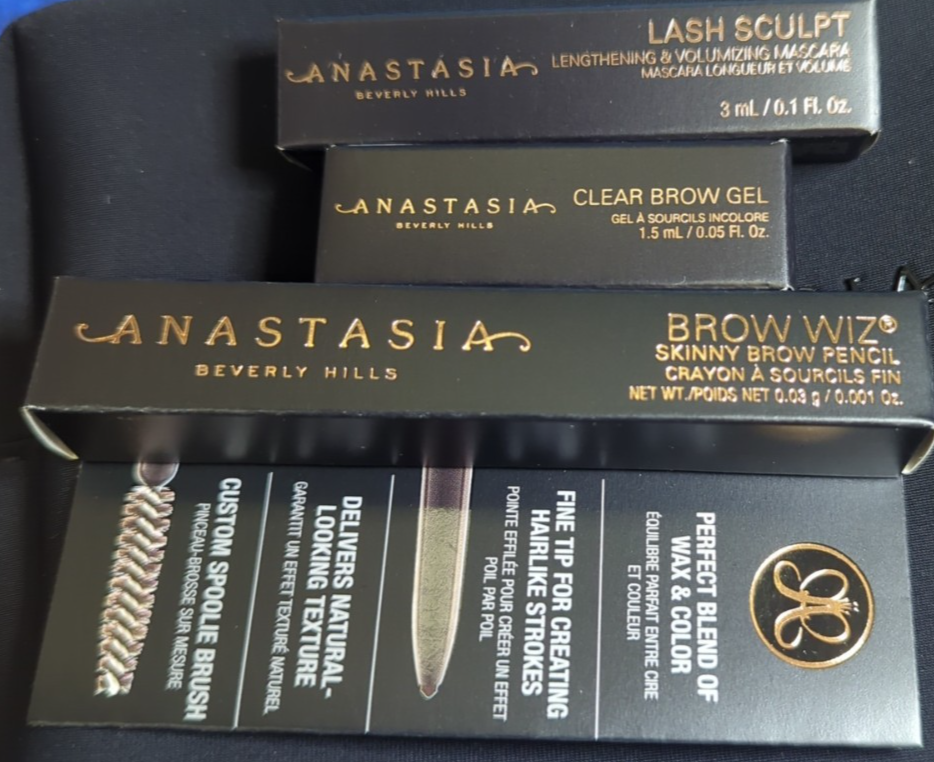 LASH SCULPT
LENGTHENING & VOLUMIZING MASCARA
MASCARA LONGUEUR ET VOLUME
3 mL / 0.1 Fl. Oz.
ANASTASIA
BEVERLY HILLS
ANASTASIA
BEVERLY HILLS
CLEAR BROW GEL
GEL À SOURCILS INCOLORE
1.5 mL / 0.05 Fl. Oz.
ANASTASIA
BEVERLY HILLS
BROW WIZ®
SKINNY BROW PENCIL
CRAYON À SOURCILS FIN
NET WT./POIDS NET 0.03 g / 0.001 Oz.
PERFECT BLEND OF
WAX & COLOR
ÉQUILIBRE PARFAIT ENTRE CIRE
ET COULEUR
FINE TIP FOR CREATING
HAIRLIKE STROKES
POINTE EFFILÉE POUR CRÉER UN EFFET
POIL PAR POIL
DELIVERS NATURAL-
LOOKING TEXTURE
GARANTIT UN EFFET TEXTURÉ NATUREL
CUSTOM SPOOLIE BRUSH
PINCEAU-BROSSE SUR MESURE